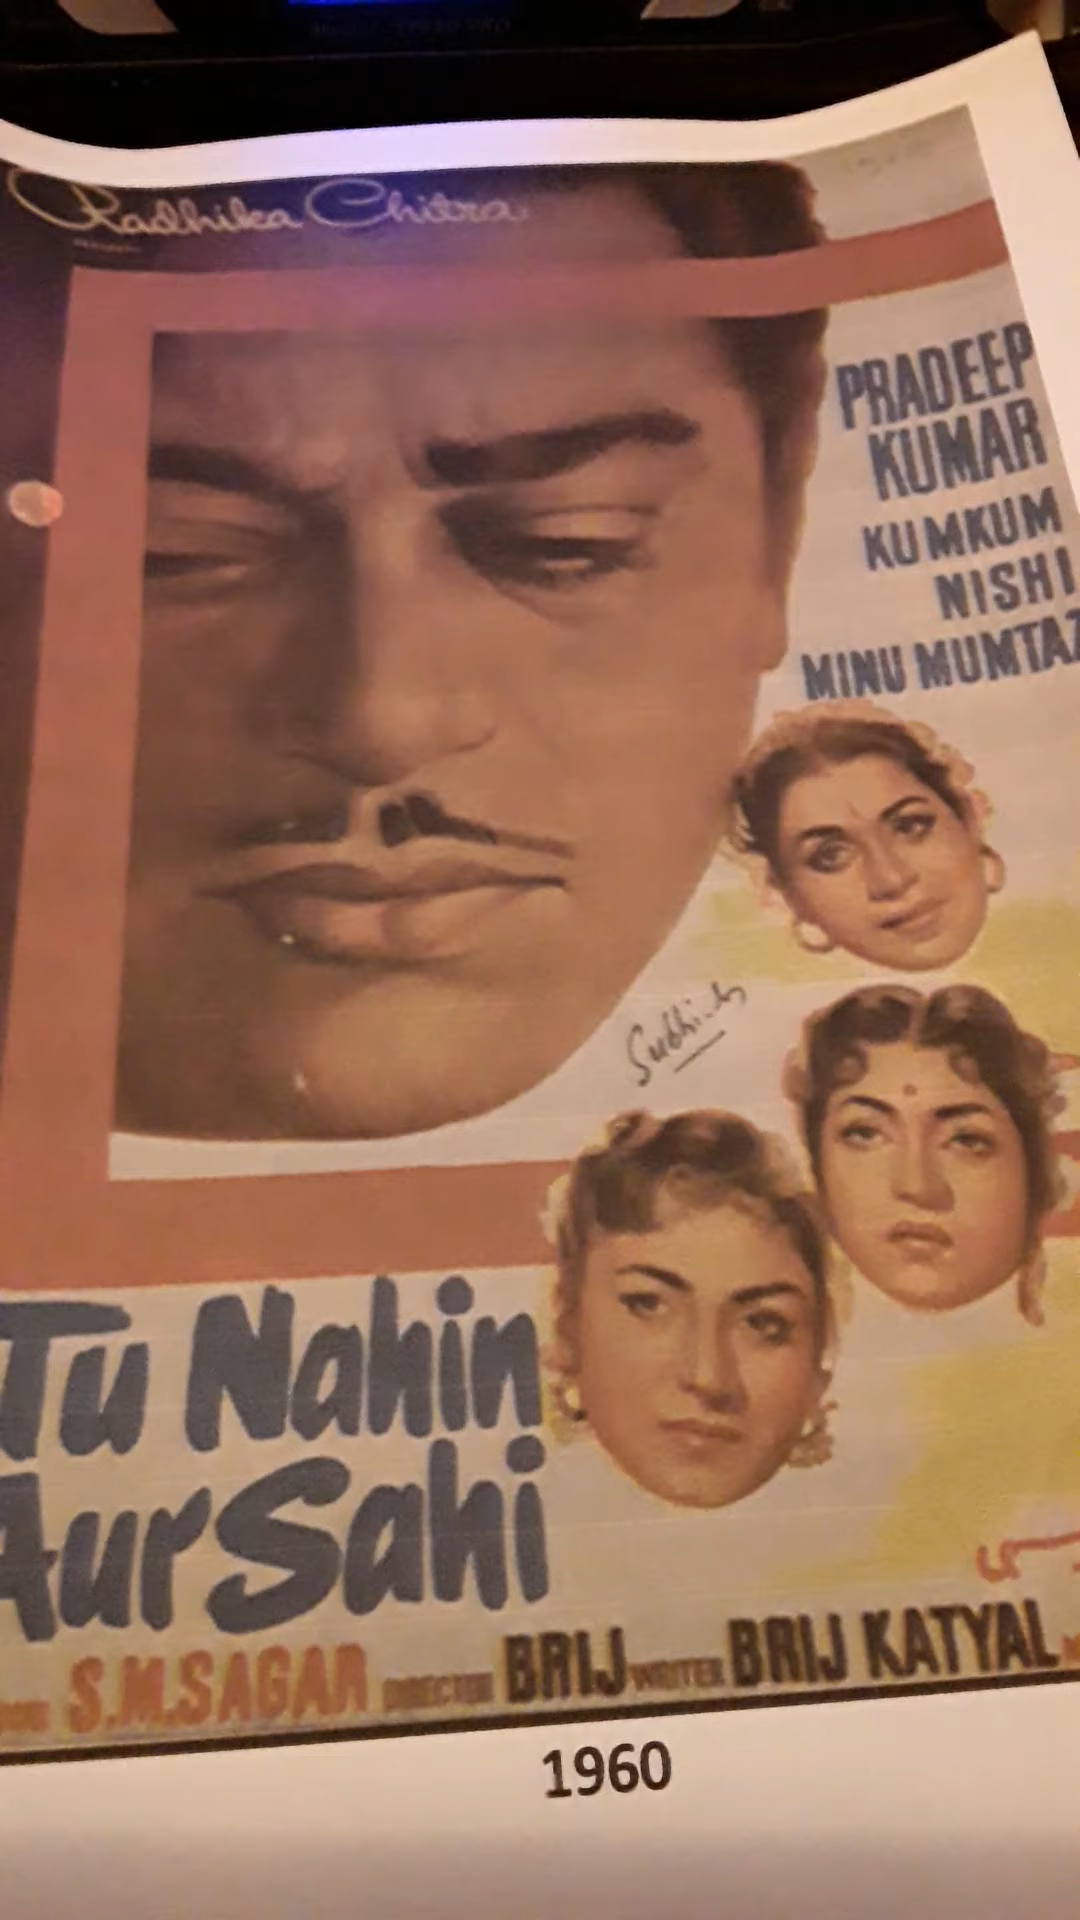 Radhika Chitra
PRADEEP
KUMAR
KUMKUM
NISHI
MINU MUMTAZ
Tu Nahin
Aur Sahi
S.M.SAGAR DIRECTOR BRIJ WRITER BRIJ KATYAL
1960